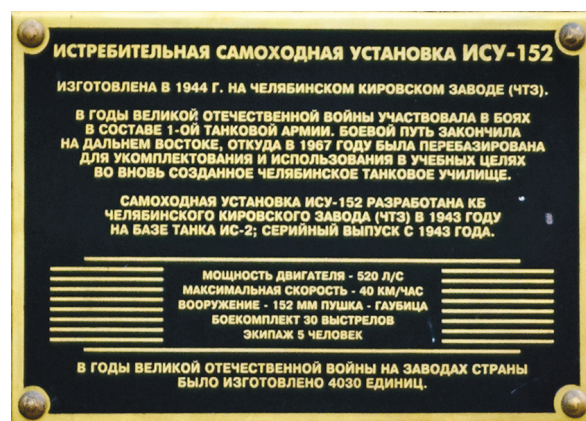 ИСТРЕБИТЕЛЬНАЯ САМОХОДНАЯ УСТАНОВКА ИСУ-152
ИЗГОТОВЛЕНА В 1944 Г. НА ЧЕЛЯБИНСКОМ КИРОВСКОМ ЗАВОДЕ (ЧТЗ).
В ГОДЫ ВЕЛИКОЙ ОТЕЧЕСТВЕННОЙ ВОЙНЫ УЧАСТВОВАЛА В БОЯХ
В СОСТАВЕ 1-ОЙ ТАНКОВОЙ АРМИИ. БОЕВОЙ ПУТЬ ЗАКОНЧИЛА
НА ДАЛЬНЕМ ВОСТОКЕ, ОТКУДА В 1967 ГОДУ БЫЛА ПЕРЕБАЗИРОВАНА
ДЛЯ УКОМПЛЕКТОВАНИЯ И ИСПОЛЬЗОВАНИЯ В УЧЕБНЫХ ЦЕЛЯХ
ВО ВНОВЬ СОЗДАННОЕ ЧЕЛЯБИНСКОЕ ТАНКОВОЕ УЧИЛИЩЕ.
САМОХОДНАЯ УСТАНОВКА ИСУ-152 РАЗРАБОТАНА КБ
ЧЕЛЯБИНСКОГО КИРОВСКОГО ЗАВОДА (ЧТЗ) В 1943 ГОДУ
НА БАЗЕ ТАНКА ИС-2; СЕРИЙНЫЙ ВЫПУСК С 1943 ГОДА.
МОЩНОСТЬ ДВИГАТЕЛЯ - 520 Л/С
МАКСИМАЛЬНАЯ СКОРОСТЬ - 40 КМ/ЧАС
ВООРУЖЕНИЕ - 152 ММ ПУШКА - ГАУБИЦА
БОЕКОМПЛЕКТ 30 ВЫСТРЕЛОВ
ЭКИПАЖ 5 ЧЕЛОВЕК
В ГОДЫ ВЕЛИКОЙ ОТЕЧЕСТВЕННОЙ ВОЙНЫ НА ЗАВОДАХ СТРАНЫ
БЫЛО ИЗГОТОВЛЕНО 4030 ЕДИНИЦ.